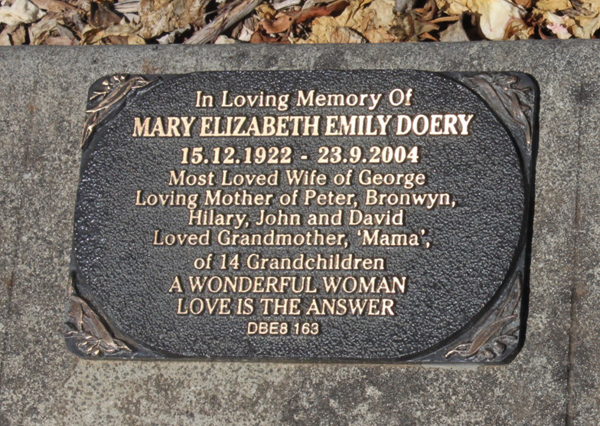 In Loving Memory Of
MARY ELIZABETH EMILY DOERY
15.12.1922 - 23.9.2004
Most Loved Wife of George
Loving Mother of Peter, Bronwyn,
Hilary, John and David
Loved Grandmother, 'Mama',
of 14 Grandchildren
A WONDERFUL WOMAN
LOVE IS THE ANSWER
DBE8 163